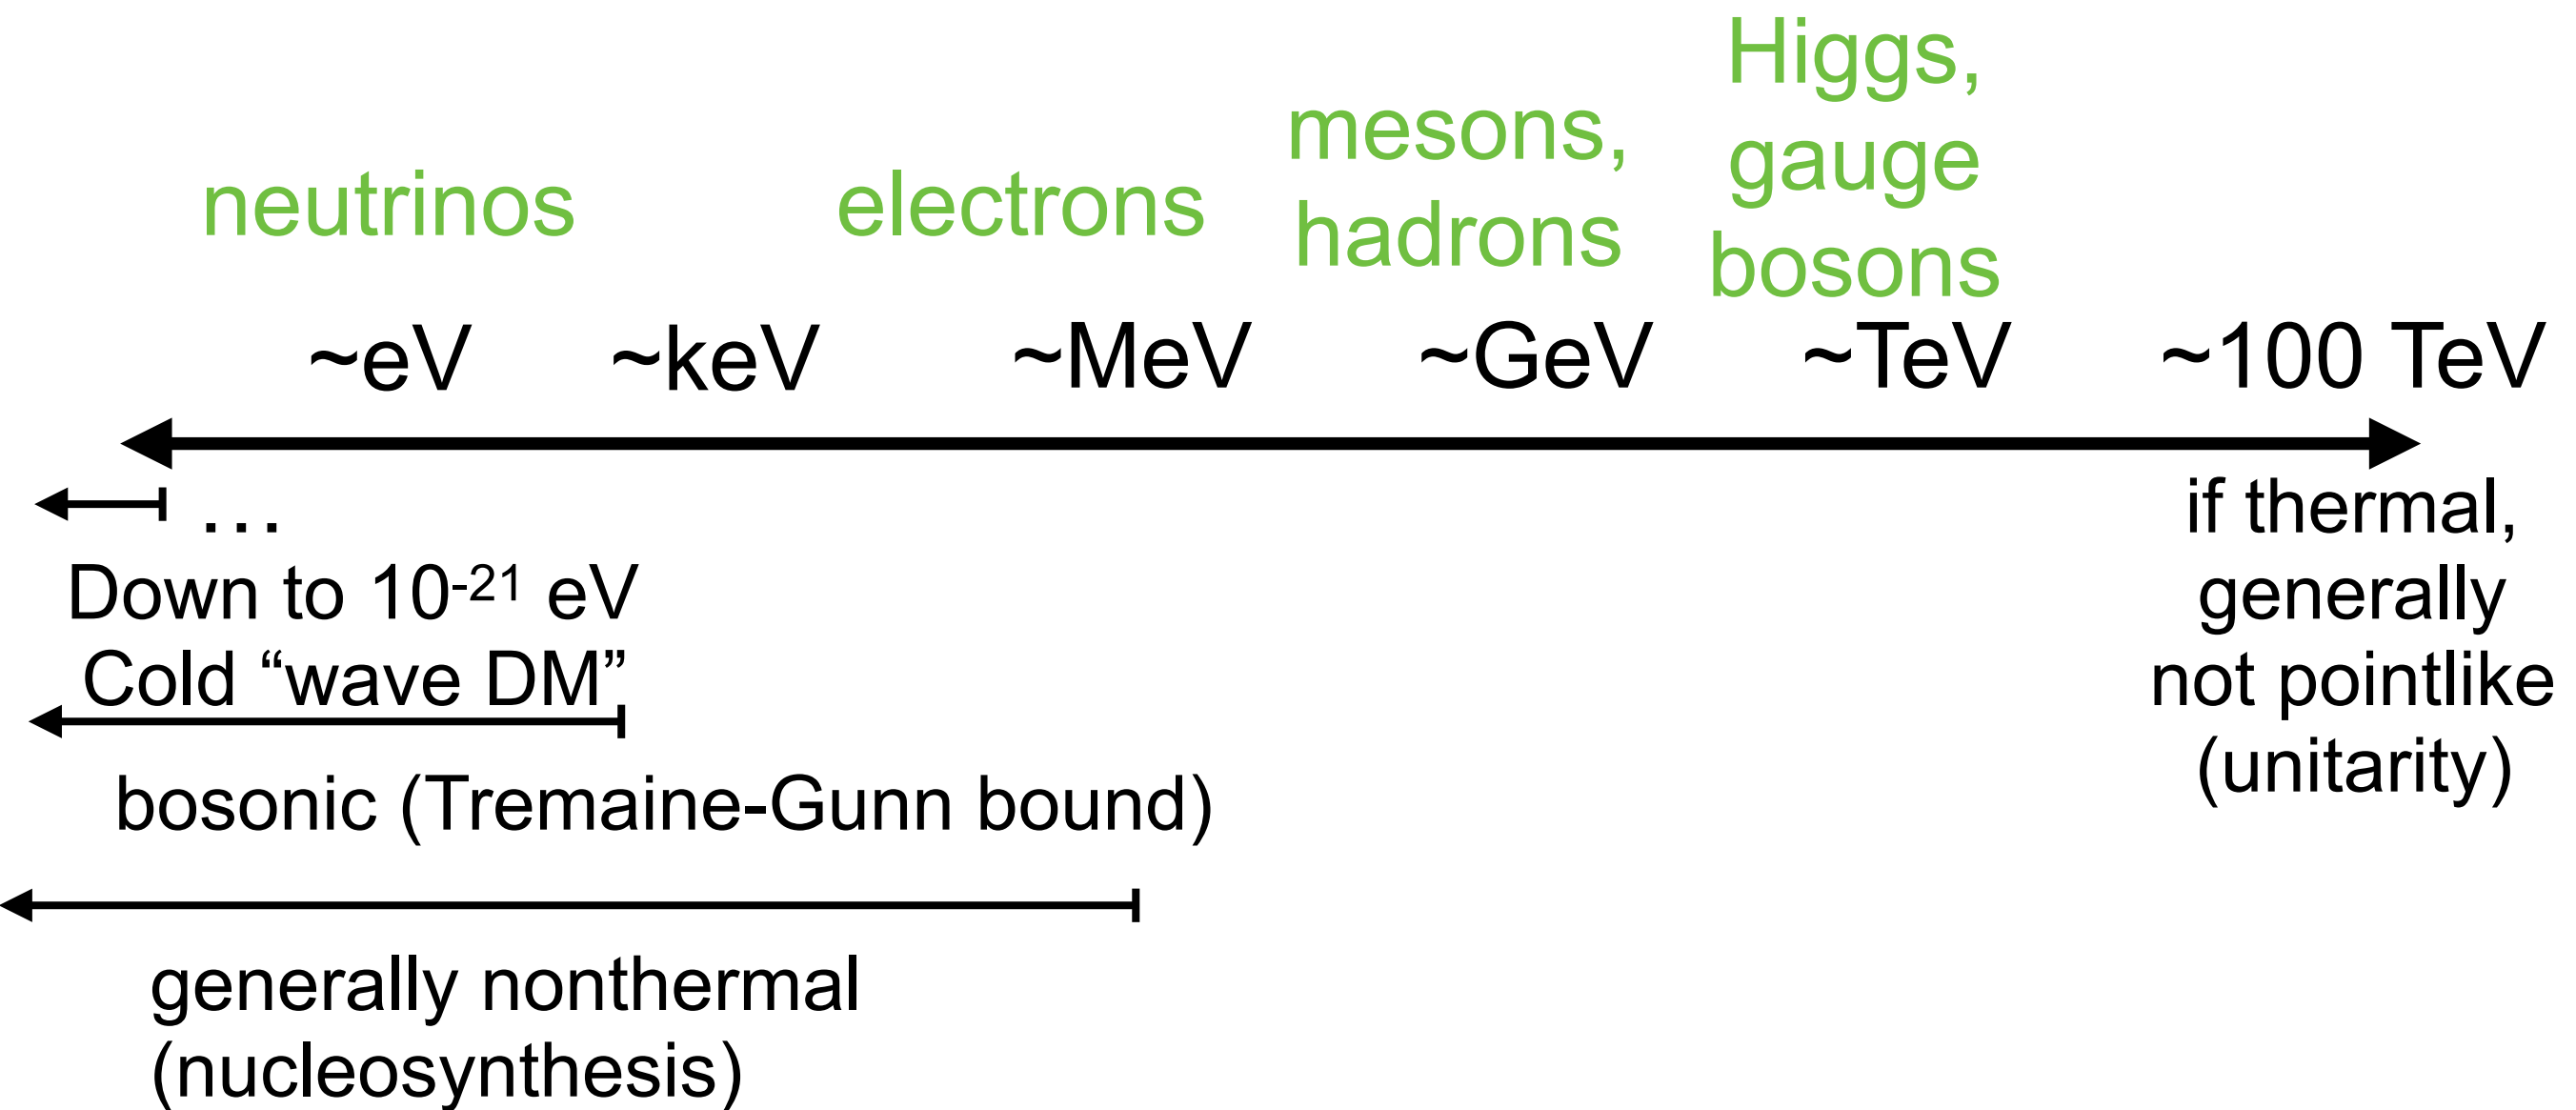 Higgs,
gauge
bosons
mesons,
hadrons
neutrinos
electrons
~eV ~keV ~MeV ~GeV ~TeV ~100 TeV
…
Down to 10⁻²¹ eV
Cold “wave DM”
bosonic (Tremaine-Gunn bound)
generally nonthermal
(nucleosynthesis)
if thermal,
generally
not pointlike
(unitarity)